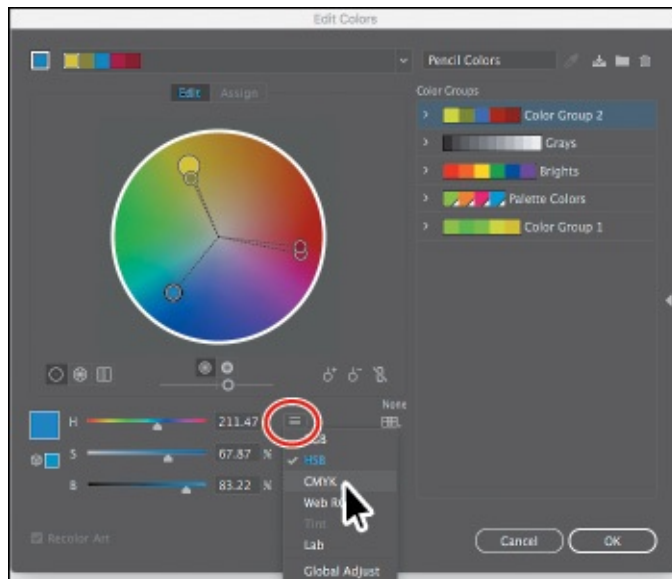 Edit Colors
Pencil Colors
Edit Assign
Color Groups
Color Group 2
Grays
Brights
Palette Colors
Color Group 1
None
H 211.47
S 67.87 %
B 83.22 %
HSB
CMYK
Web
Tint
Lab
Global Adjust
Recolor Art
Cancel OK